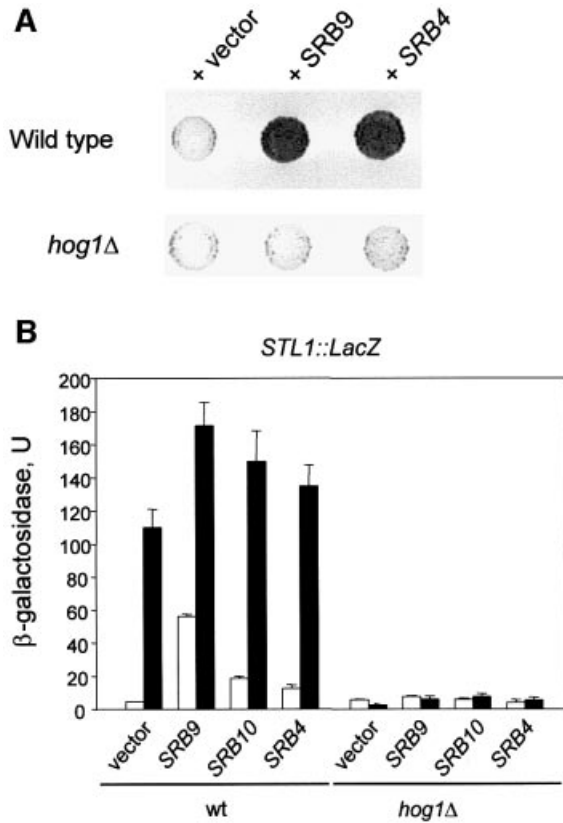 A
+ vector
+ SRB9
+ SRB4
Wild type
hog1Δ
B
STL1::LacZ
β-galactosidase, U
200
180
160
140
120
100
80
60
40
20
0
vector
SRB9
SRB10
SRB4
vector
SRB9
SRB10
SRB4
wt
hog1Δ